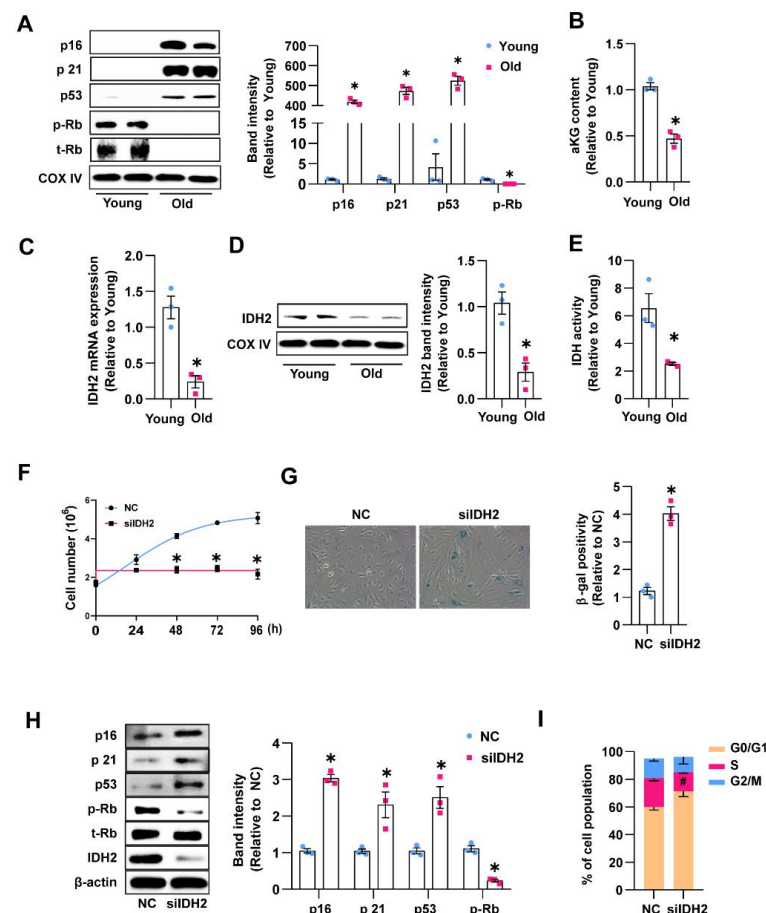 A
p16
p 21
p53
p-Rb
t-Rb
COX IV
Young Old
Band intensity
(Relative to Young)
700
600
500
400
300
15
10
5
0
p16 p21 p53 p-Rb
* * * *
Young
Old
B
aKG content
(Relative to Young)
1.5
1.0
0.5
0.0
*
Young Old
C
IDH2 mRNA expression
(Relative to Young)
2.0
1.5
1.0
0.5
0.0
*
Young Old
D
IDH2
COX IV
Young Old
IDH2 band intensity
(Relative to Young)
1.5
1.0
0.5
0.0
*
Young Old
E
IDH activity
(Relative to Young)
10
8
6
4
2
0
*
Young Old
F
NC
siIDH2
Cell number (10⁶)
6
4
2
0
* * *
0 24 48 72 96 (h)
G
NC siIDH2
β-gal positivity
(Relative to NC)
5
4
3
2
1
0
*
NC siIDH2
H
p16
p 21
p53
p-Rb
t-Rb
IDH2
β-actin
NC siIDH2
Band intensity
(Relative to NC)
4
3
2
1
0
* * * *
p16 p 21 p53 p-Rb
NC
siIDH2
I
% of cell population
100
80
60
40
20
0
#
NC siIDH2
G0/G1
S
G2/M